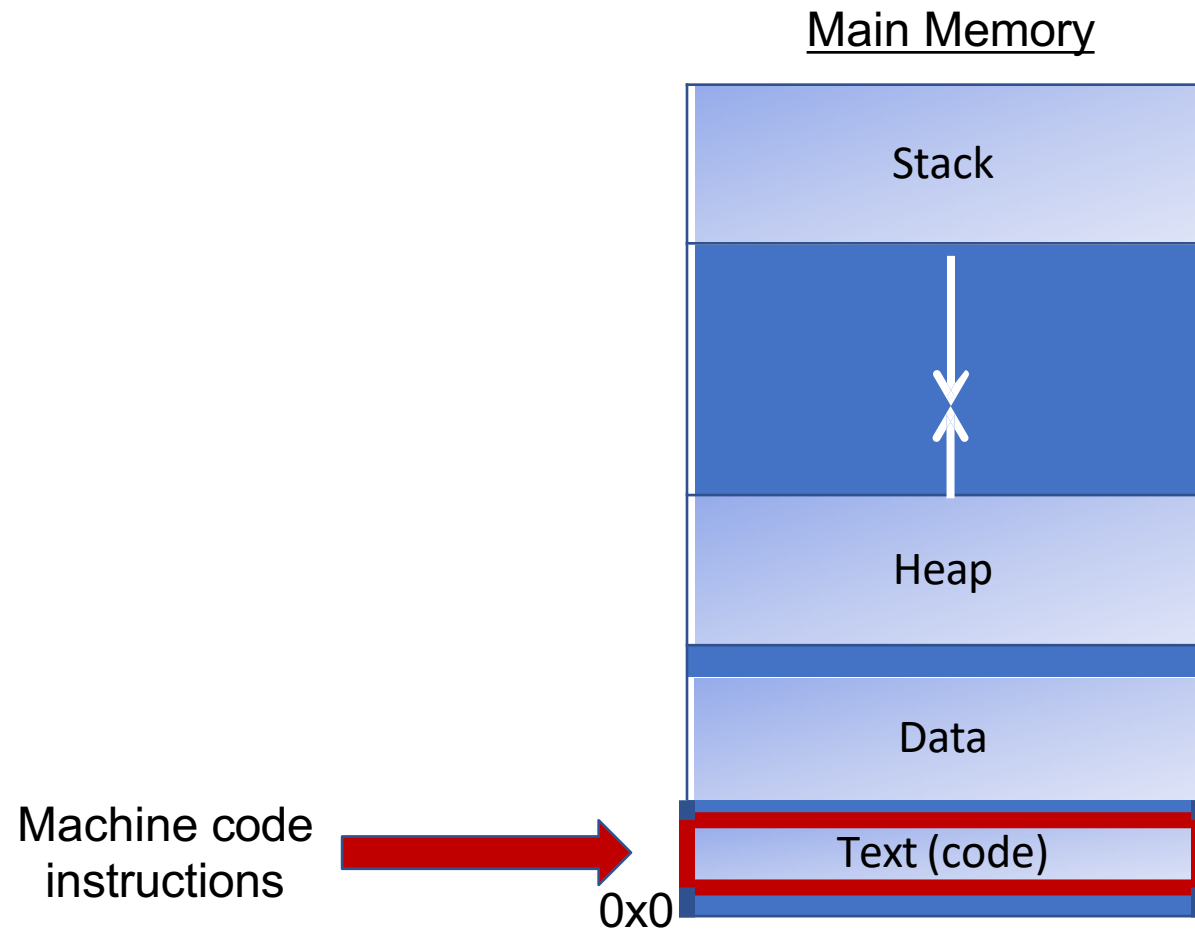 Main Memory
Stack
Heap
Data
Machine code
instructions
Text (code)
0x0